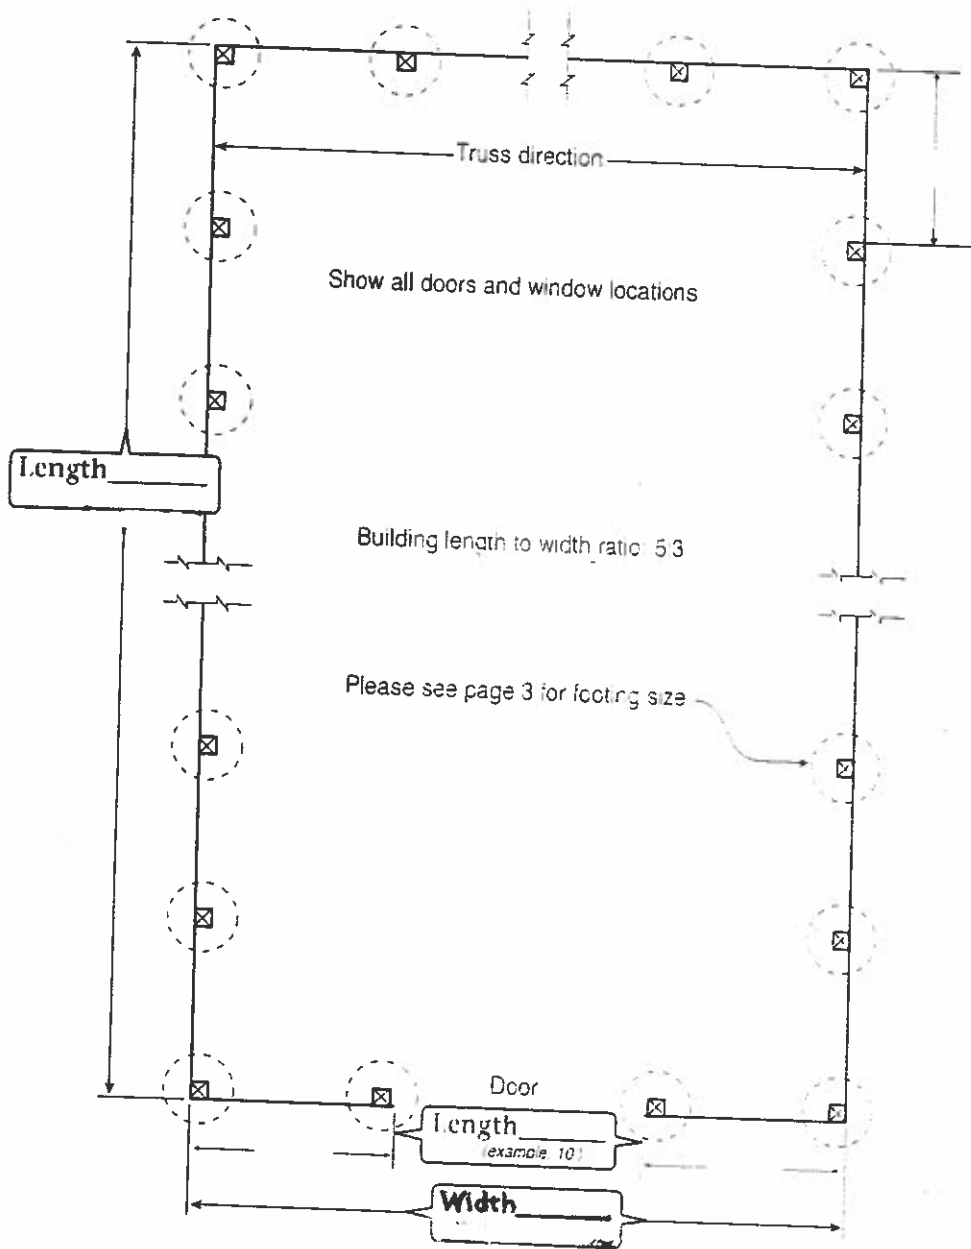 Truss direction
Show all doors and window locations
Length
Building length to width ratio: 5:3
Please see page 3 for footing size
Door
Length
(example, 10')
Width